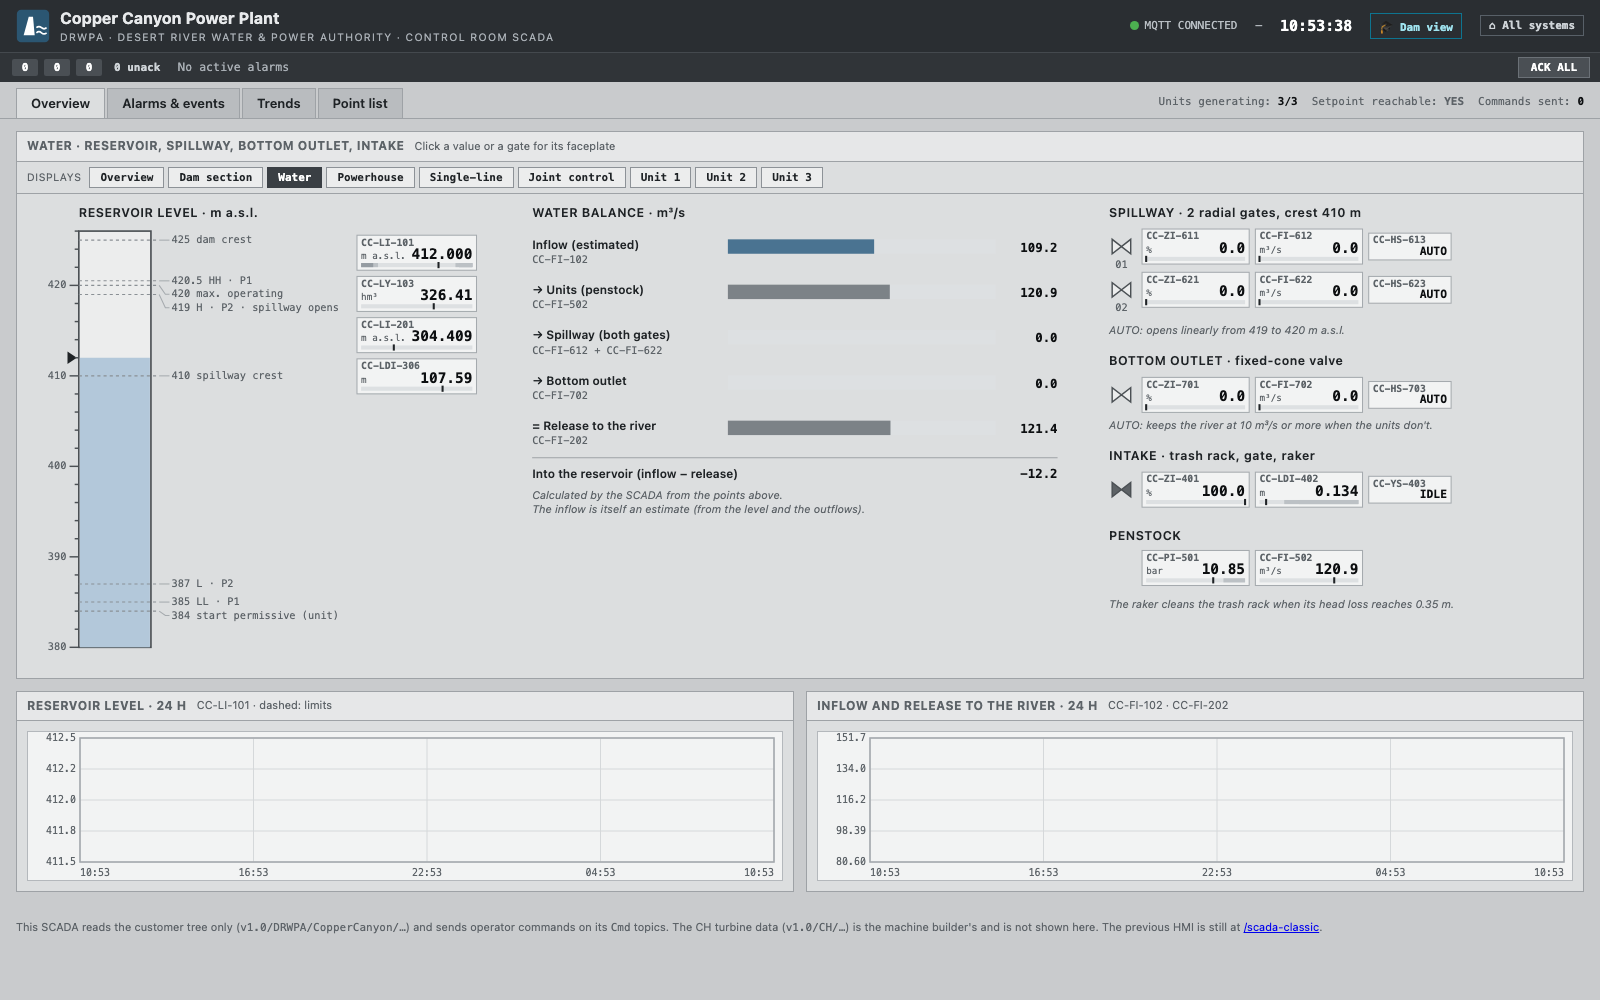 Copper Canyon Power Plant
DRWPA · DESERT RIVER WATER & POWER AUTHORITY · CONTROL ROOM SCADA
MQTT CONNECTED — 10:53:38 Dam view ⌂ All systems
0 0 0 0 unack No active alarms ACK ALL
Overview Alarms & events Trends Point list
Units generating: 3/3 Setpoint reachable: YES Commands sent: 0
WATER · RESERVOIR, SPILLWAY, BOTTOM OUTLET, INTAKE Click a value or a gate for its faceplate
DISPLAYS Overview Dam section Water Powerhouse Single-line Joint control Unit 1 Unit 2 Unit 3
RESERVOIR LEVEL · m a.s.l.
425 dam crest
420.5 HH · P1
420
420 max. operating
419 H · P2 · spillway opens
410
410 spillway crest
400
390
387 L · P2
385 LL · P1
384 start permissive (unit)
380
CC-LI-101
m a.s.l. 412.000
CC-LY-103
hm³ 326.41
CC-LI-201
m a.s.l. 304.409
CC-LDI-306
m 107.59
WATER BALANCE · m³/s
Inflow (estimated) 109.2
CC-FI-102
→ Units (penstock) 120.9
CC-FI-502
→ Spillway (both gates) 0.0
CC-FI-612 + CC-FI-622
→ Bottom outlet 0.0
CC-FI-702
= Release to the river 121.4
CC-FI-202
Into the reservoir (inflow − release) −12.2
Calculated by the SCADA from the points above.
The inflow is itself an estimate (from the level and the outflows).
SPILLWAY · 2 radial gates, crest 410 m
01
CC-ZI-611
% 0.0
CC-FI-612
m³/s 0.0
CC-HS-613
AUTO
02
CC-ZI-621
% 0.0
CC-FI-622
m³/s 0.0
CC-HS-623
AUTO
AUTO: opens linearly from 419 to 420 m a.s.l.
BOTTOM OUTLET · fixed-cone valve
CC-ZI-701
% 0.0
CC-FI-702
m³/s 0.0
CC-HS-703
AUTO
AUTO: keeps the river at 10 m³/s or more when the units don't.
INTAKE · trash rack, gate, raker
CC-ZI-401
% 100.0
CC-LDI-402
m 0.134
CC-YS-403
IDLE
PENSTOCK
CC-PI-501
bar 10.85
CC-FI-502
m³/s 120.9
The raker cleans the trash rack when its head loss reaches 0.35 m.
RESERVOIR LEVEL · 24 H CC-LI-101 · dashed: limits
412.5
412.2
412.0
411.8
411.5
10:53 16:53 22:53 04:53 10:53
INFLOW AND RELEASE TO THE RIVER · 24 H CC-FI-102 · CC-FI-202
151.7
134.0
116.2
98.39
80.60
10:53 16:53 22:53 04:53 10:53
This SCADA reads the customer tree only (v1.0/DRWPA/CopperCanyon/…) and sends operator commands on its Cmd topics. The CH turbine data (v1.0/CH/…) is the machine builder's and is not shown here. The previous HMI is still at /scada-classic.